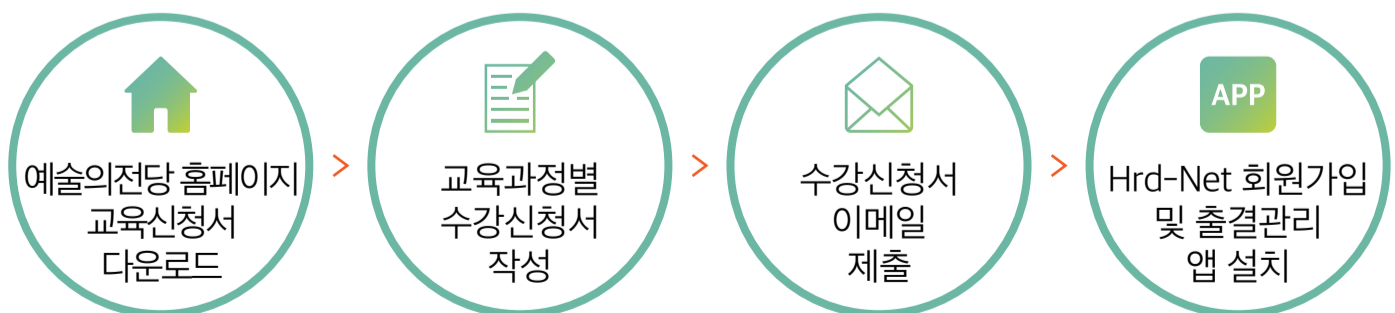 예술의전당 홈페이지
교육신청서
다운로드
>
교육과정별
수강신청서
작성
>
수강신청서
이메일
제출
>
APP
Hrd-Net 회원가입
및 출결관리
앱 설치